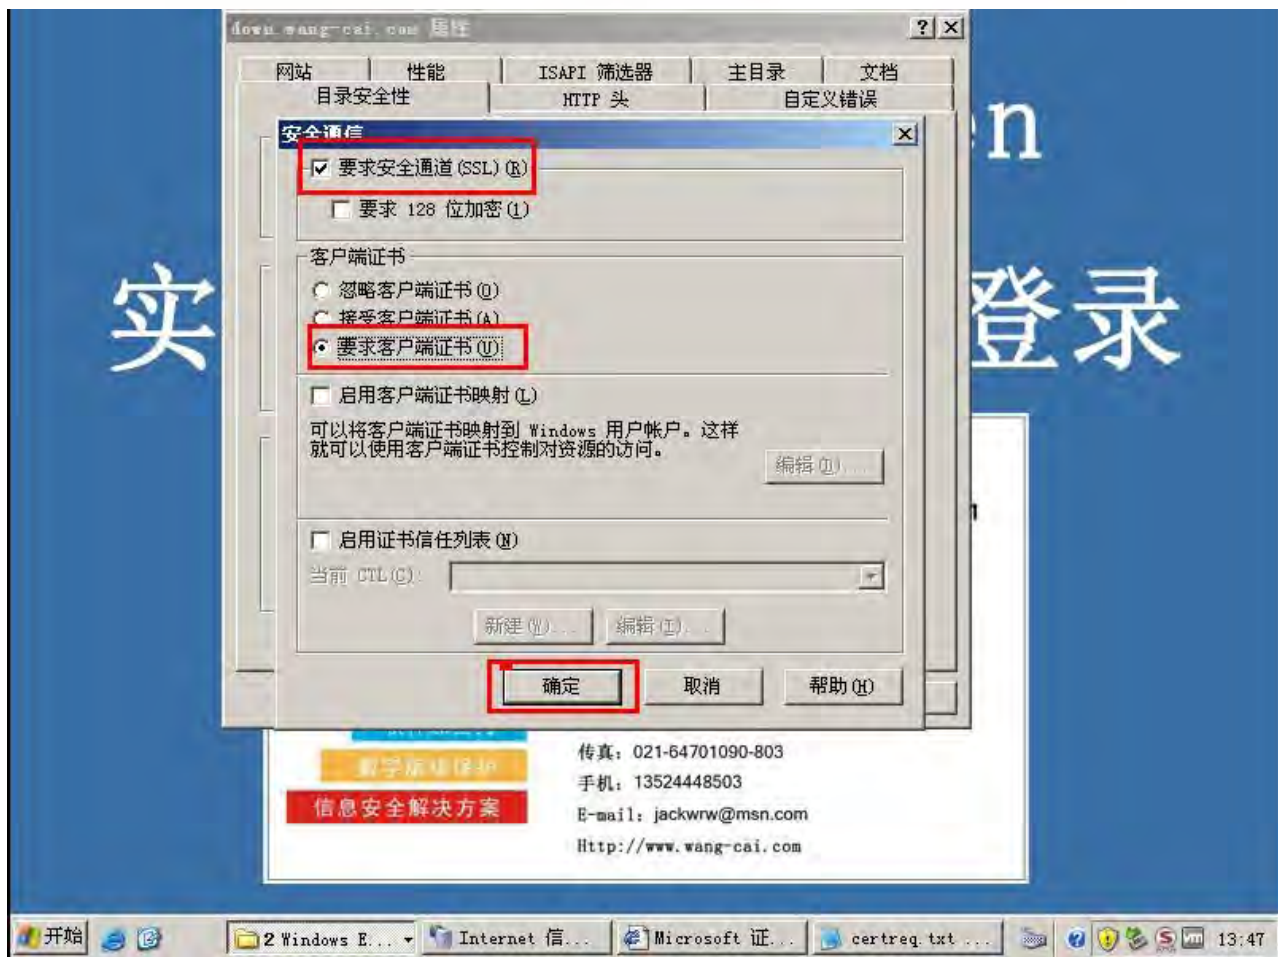 down.wang-cai.com 属性
网站 性能 ISAPI 筛选器 主目录 文档
目录安全性 HTTP 头 自定义错误
en
安全通信
要求安全通道(SSL)(R)
要求 128 位加密(1)
客户端证书
忽略客户端证书(O)
接受客户端证书(A)
要求客户端证书(U)
实 登录
启用客户端证书映射(L)
可以将客户端证书映射到 Windows 用户帐户。这样
就可以使用客户端证书控制对资源的访问。
编辑(D)...
启用证书信任列表(N)
当前 CTL(C):
新建(W)... 编辑(I)...
确定 取消 帮助(H)
传真: 021-64701090-803
手机: 13524448503
信息安全解决方案
E-mail: jackwrw@msn.com
Http://www.wang-cai.com
开始 2 Windows E... Internet 信... Microsoft 证... certreq.txt ... 13:47